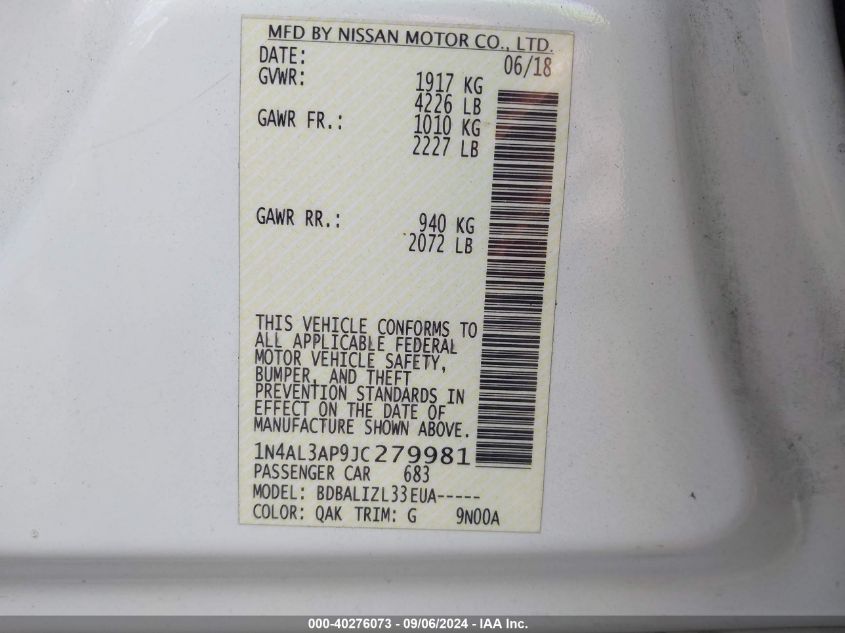 MFD BY NISSAN MOTOR CO., LTD.
DATE: 06/18
GVWR: 1917 KG
4226 LB
GAWR FR.: 1010 KG
2227 LB
GAWR RR.: 940 KG
2072 LB
THIS VEHICLE CONFORMS TO
ALL APPLICABLE FEDERAL
MOTOR VEHICLE SAFETY,
BUMPER, AND THEFT
PREVENTION STANDARDS IN
EFFECT ON THE DATE OF
MANUFACTURE SHOWN ABOVE.
1N4AL3AP9JC279981
PASSENGER CAR 683
MODEL: BDBALIZL33EUA-----
COLOR: QAK TRIM: G 9N00A
000-40276073 - 09/06/2024 - IAA Inc.